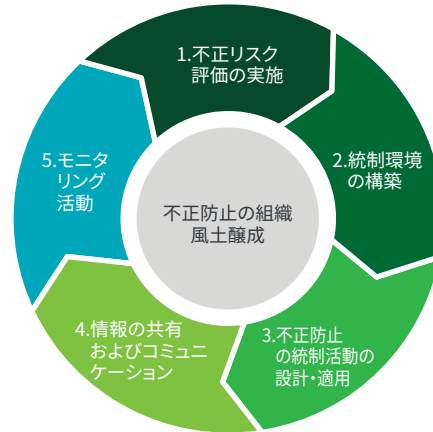 1.不正リスク
評価の実施
2.統制環境
の構築
3.不正防止
の統制活動の
設計・適用
4.情報の共有
およびコミュニ
ケーション
5.モニタ
リング
活動
不正防止の組織
風土醸成